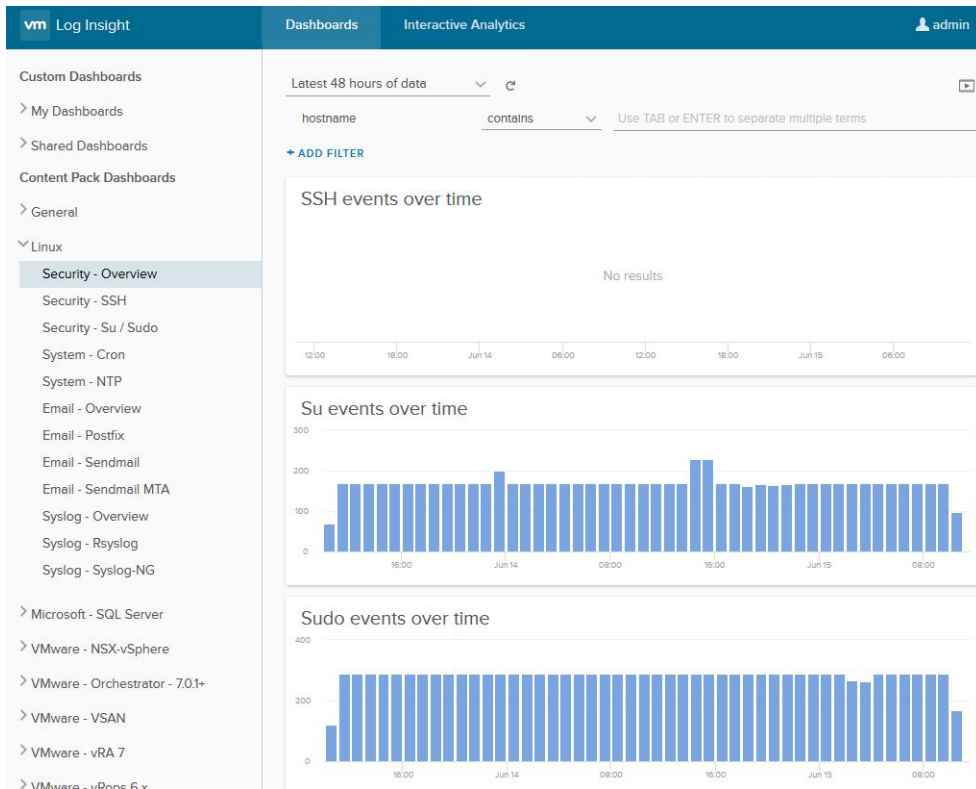 vm Log Insight
Dashboards
Interactive Analytics
admin
Custom Dashboards
My Dashboards
Shared Dashboards
Content Pack Dashboards
General
Linux
Security - Overview
Security - SSH
Security - Su / Sudo
System - Cron
System - NTP
Email - Overview
Email - Postfix
Email - Sendmail
Email - Sendmail MTA
Syslog - Overview
Syslog - Rsyslog
Syslog - Syslog-NG
Microsoft - SQL Server
VMware - NSX-vSphere
VMware - Orchestrator - 7.0.1+
VMware - VSAN
VMware - vRA 7
VMware - vRops 6.x
Latest 48 hours of data
hostname contains Use TAB or ENTER to separate multiple terms
+ ADD FILTER
SSH events over time
No results
12:00 18:00 Jun 14 06:00 12:00 18:00 Jun 15 06:00
Su events over time
300
200
100
0
16:00 Jun 14 08:00 16:00 Jun 15 08:00
Sudo events over time
400
200
0
16:00 Jun 14 08:00 16:00 Jun 15 08:00